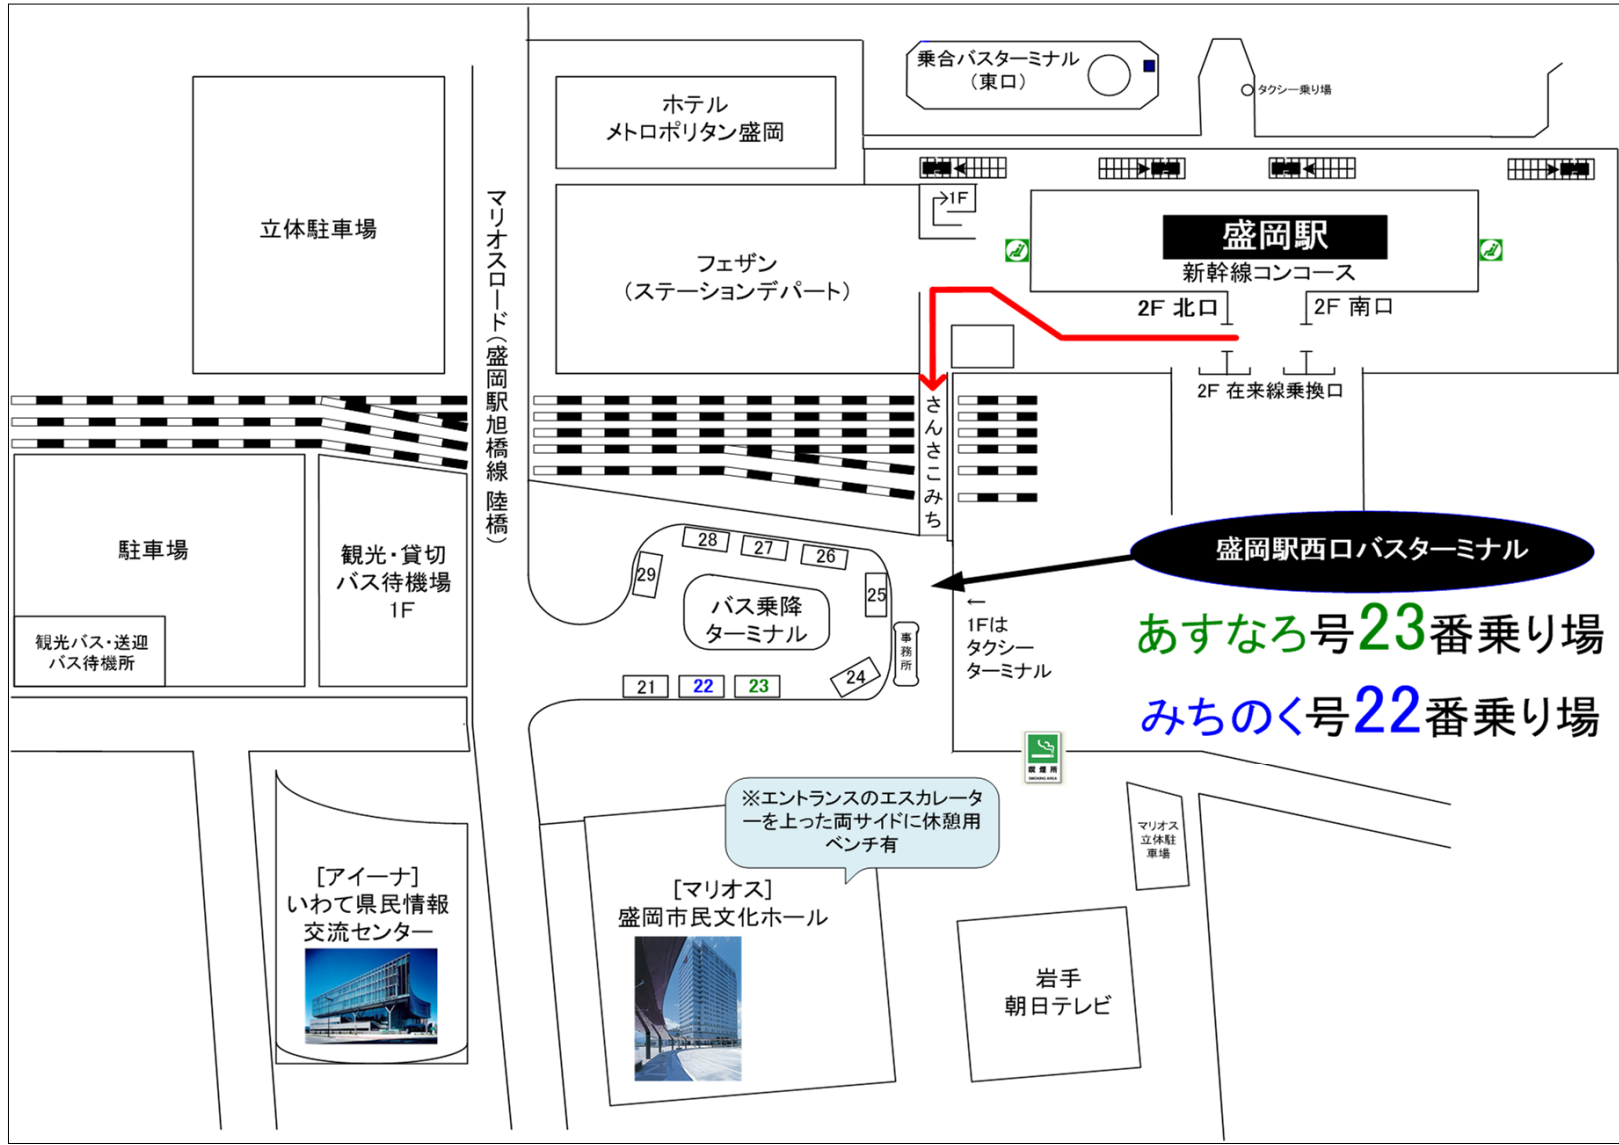 乗合バスターミナル
（東口）
タクシー乗り場
ホテル
メトロポリタン盛岡
立体駐車場
マリオスロード（盛岡駅旭橋線 陸橋）
フェザン
（ステーションデパート）
1F
盛岡駅
新幹線コンコース
2F 北口
2F 南口
2F 在来線乗換口
さんさこみち
駐車場
観光・貸切
バス待機場
1F
観光バス・送迎
バス待機所
28
27
26
29
25
バス乗降
ターミナル
事務所
24
21
22
23
←
1Fは
タクシー
ターミナル
盛岡駅西口バスターミナル
あすなろ号23番乗り場
みちのく号22番乗り場
喫煙所
SMOKING AREA
※エントランスのエスカレータ
ーを上った両サイドに休憩用
ベンチ有
マリオス
立体駐
車場
[アイーナ]
いわて県民情報
交流センター
[マリオス]
盛岡市民文化ホール
岩手
朝日テレビ